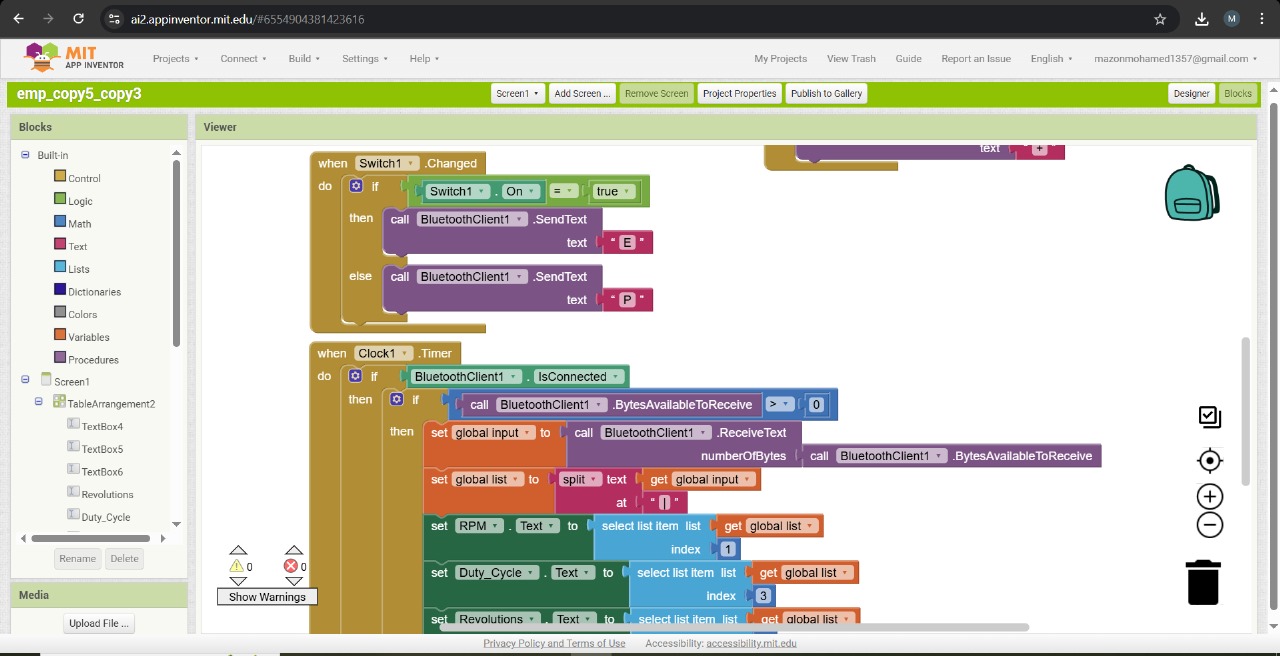 ai2.appinventor.mit.edu/#6554904381423616
M
MIT
APP INVENTOR
Projects
Connect
Build
Settings
Help
My Projects
View Trash
Guide
Report an Issue
English
mazonmohamed1357@gmail.com
emp_copy5_copy3
Screen1
Add Screen ...
Remove Screen
Project Properties
Publish to Gallery
Designer
Blocks
Blocks
Built-in
Control
Logic
Math
Text
Lists
Dictionaries
Colors
Variables
Procedures
Screen1
TableArrangement2
TextBox4
TextBox5
TextBox6
Revolutions
Duty_Cycle
Rename
Delete
Media
Upload File ...
Viewer
text " + "
when Switch1 .Changed
do if Switch1 . On = true
then call BluetoothClient1 .SendText
text " E "
else call BluetoothClient1 .SendText
text " P "
when Clock1 .Timer
do if BluetoothClient1 . IsConnected
then if call BluetoothClient1 .BytesAvailableToReceive > 0
then set global input to call BluetoothClient1 .ReceiveText
numberOfBytes call BluetoothClient1 .BytesAvailableToReceive
set global list to split text get global input
at " | "
set RPM . Text to select list item list get global list
index 1
set Duty_Cycle . Text to select list item list get global list
index 3
set Revolutions . Text to select list item list get global list
0
0
Show Warnings
Privacy Policy and Terms of Use
Accessibility: accessibility.mit.edu